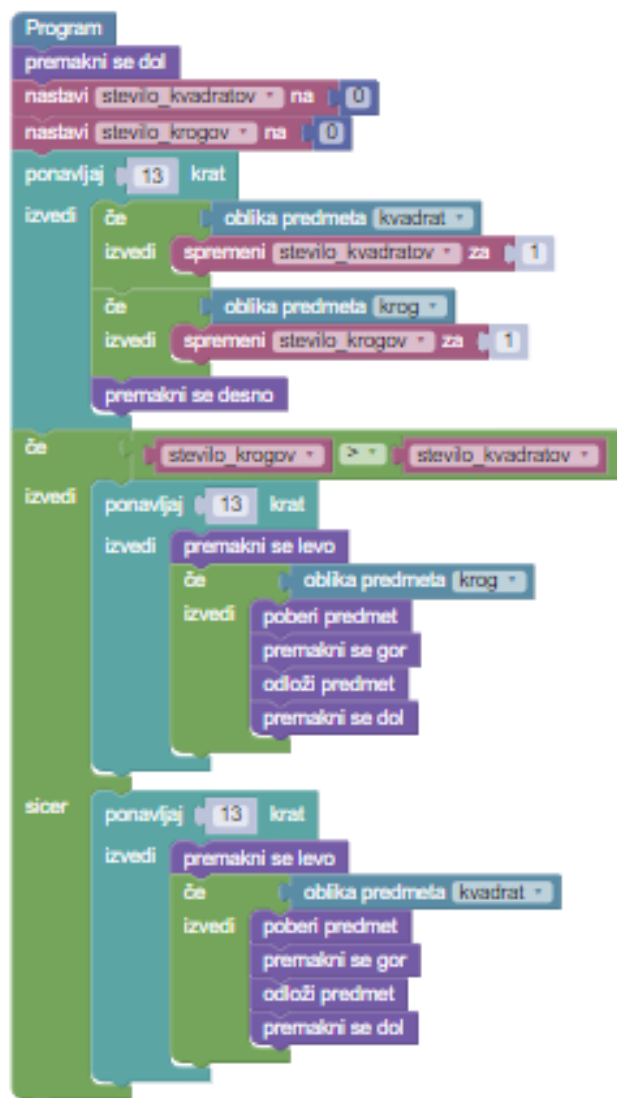 Program
premakni se dol
nastavi stevilo_kvadratov na 0
nastavi stevilo_krogov na 0
ponavljaj 13 krat
izvedi če oblika predmeta kvadrat
izvedi spremeni stevilo_kvadratov za 1
če oblika predmeta krog
izvedi spremeni stevilo_krogov za 1
premakni se desno
če stevilo_krogov > stevilo_kvadratov
izvedi ponavljaj 13 krat
izvedi premakni se levo
če oblika predmeta krog
izvedi poberi predmet
premakni se gor
odloži predmet
premakni se dol
sicer ponavljaj 13 krat
izvedi premakni se levo
če oblika predmeta kvadrat
izvedi poberi predmet
premakni se gor
odloži predmet
premakni se dol